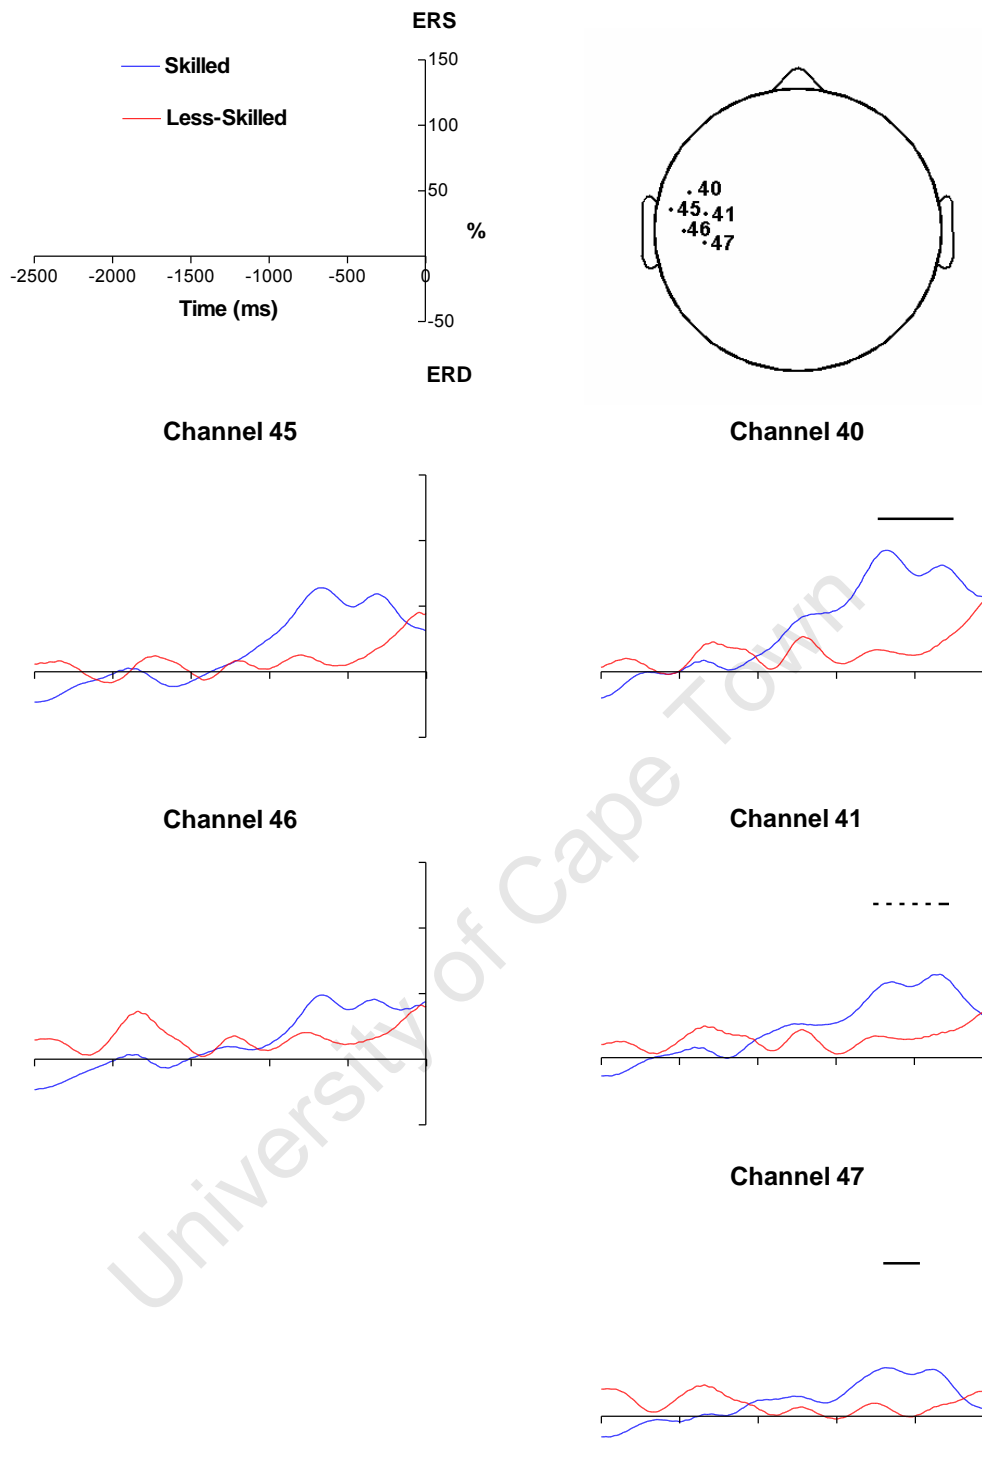 ERS
Skilled
150
Less-Skilled
100
50
40
45
41
%
46
47
-2500 -2000 -1500 -1000 -500 0
Time (ms)
-50
ERD
Channel 45 Channel 40
Channel 46 Channel 41
Channel 47
University of Cape Town